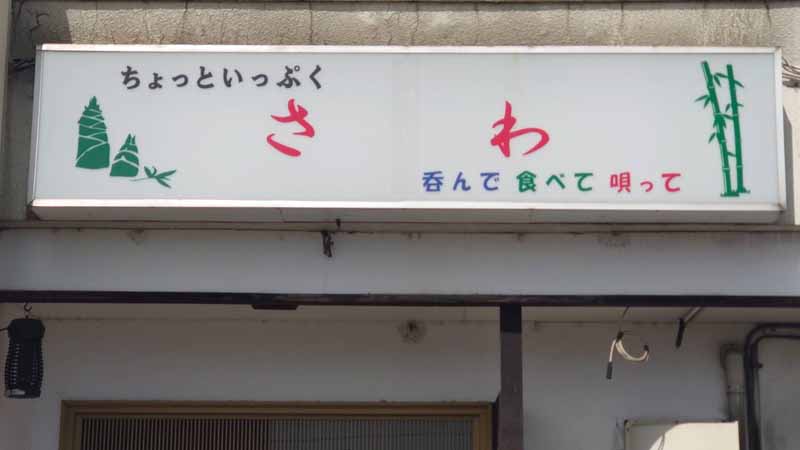 ちょっといっぷく
さわ
呑んで 食べて 唄って